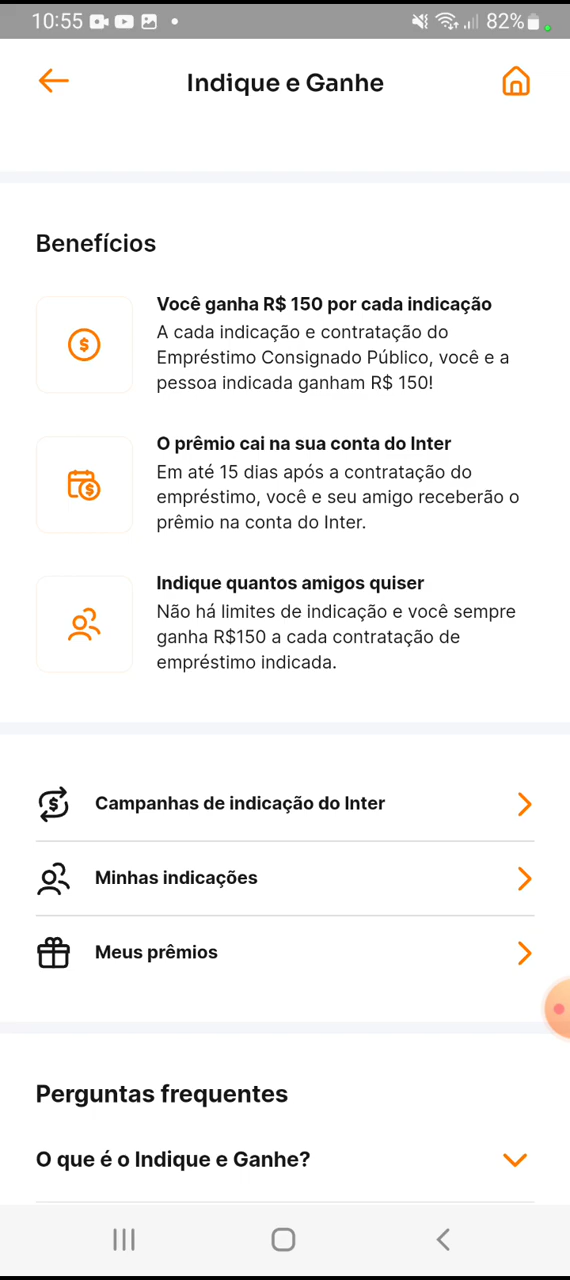 10:55
82%
Indique e Ganhe
Benefícios
Você ganha R$ 150 por cada indicação
A cada indicação e contratação do
Empréstimo Consignado Público, você e a
pessoa indicada ganham R$ 150!
O prêmio cai na sua conta do Inter
Em até 15 dias após a contratação do
empréstimo, você e seu amigo receberão o
prêmio na conta do Inter.
Indique quantos amigos quiser
Não há limites de indicação e você sempre
ganha R$150 a cada contratação de
empréstimo indicada.
Campanhas de indicação do Inter
Minhas indicações
Meus prêmios
Perguntas frequentes
O que é o Indique e Ganhe?